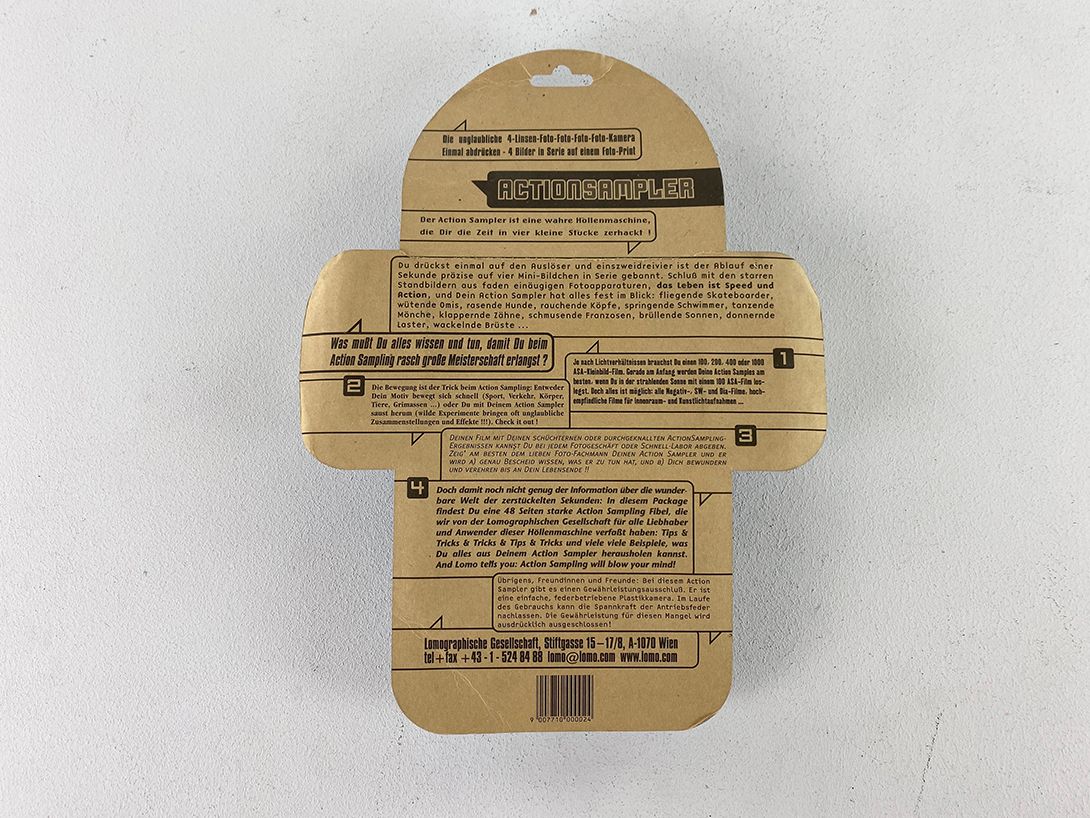 Die unglaubliche 4-Linsen-Foto-Foto-Foto-Foto-Kamera
Einmal abdrücken - 4 Bilder in Serie auf einem Foto-Print
ACTIONSAMPLER
Der Action Sampler ist eine wahre Höllenmaschine,
die Dir die Zeit in vier kleine Stücke zerhackt !
Du drückst einmal auf den Auslöser und einszweidreivier ist der Ablauf einer
Sekunde präzise auf vier Mini-Bildchen in Serie gebannt. Schluß mit den starren
Standbildern aus faden einäugigen Fotoapparaturen, das Leben ist Speed und
Action, und Dein Action Sampler hat alles fest im Blick: fliegende Skateboarder,
wütende Omis, rasende Hunde, rauchende Köpfe, springende Schwimmer, tanzende
Mönche, klappernde Zähne, schmusende Franzosen, brüllende Sonnen, donnernde
Laster, wackelnde Brüste ...
Was mußt Du alles wissen und tun, damit Du beim
Action Sampling rasch große Meisterschaft erlangst ?
1
Je nach Lichtverhältnissen brauchst Du einen 100, 200, 400 oder 1000
ASA-Kleinbild-Film. Gerade am Anfang werden Deine Action Samples am
besten, wenn Du in der strahlenden Sonne mit einem 100 ASA-Film los-
legst. Doch alles ist möglich: alle Negativ-, SW- und Dia-Filme, hoch-
empfindliche Filme für Innenraum- und Kunstlichtaufnahmen ...
2
Die Bewegung ist der Trick beim Action Sampling: Entweder
Dein Motiv bewegt sich schnell (Sport, Verkehr, Körper,
Tiere, Grimassen ...) oder Du mit Deinem Action Sampler
saust herum (wilde Experimente bringen oft unglaubliche
Zusammenstellungen und Effekte !!!). Check it out !
3
Deinen Film mit Deinen schüchternen oder durchgeknallten ActionSampling-
Ergebnissen kannst Du bei jedem Fotogeschäft oder Schnell-Labor abgeben.
Zeig' am besten dem lieben Foto-Fachmann Deinen Action Sampler und er
wird a) genau Bescheid wissen, was er zu tun hat, und b) Dich bewundern
und verehren bis an Dein Lebensende !!
4
Doch damit noch nicht genug der Information über die wunder-
bare Welt der zerstückelten Sekunden: In diesem Package
findest Du eine 48 Seiten starke Action Sampling Fibel, die
wir von der Lomographischen Gesellschaft für alle Liebhaber
und Anwender dieser Höllenmaschine verfaßt haben: Tips &
Tricks & Tricks & Tips & Tricks und viele viele Beispiele, was
Du alles aus Deinem Action Sampler herausholen kannst.
And Lomo tells you: Action Sampling will blow your mind!
Übrigens, Freundinnen und Freunde: Bei diesem Action
Sampler gibt es einen Gewährleistungsausschluß. Er ist
eine einfache, federbetriebene Plastikkamera. Im Laufe
des Gebrauchs kann die Spannkraft der Antriebsfeder
nachlassen. Die Gewährleistung für diesen Mangel wird
ausdrücklich ausgeschlossen!
Lomographische Gesellschaft, Stiftgasse 15–17/8, A-1070 Wien
tel+fax +43-1-524 84 88 lomo@lomo.com www.lomo.com
9 007710 000024